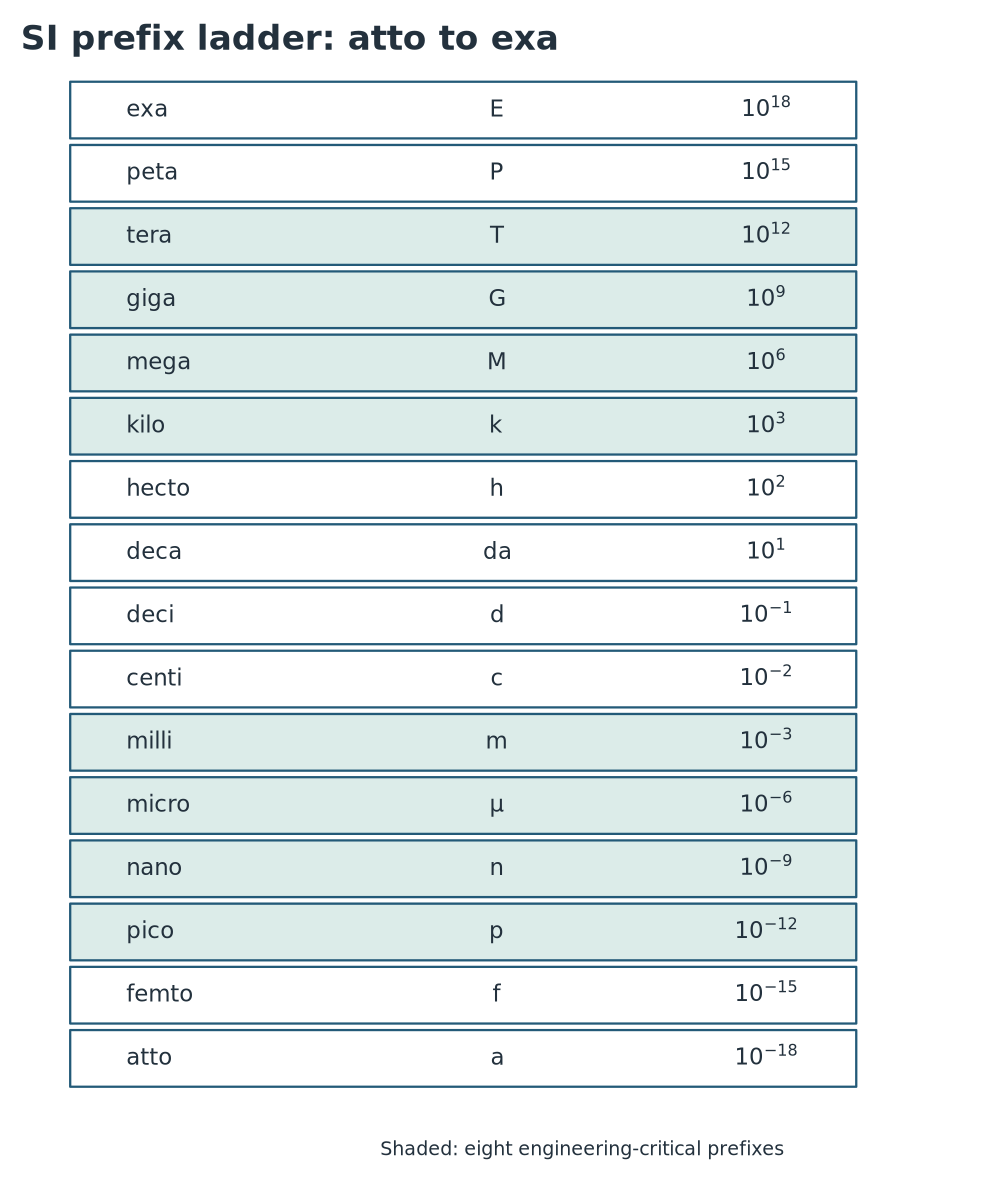 SI prefix ladder: atto to exa
exa E 10¹⁸
peta P 10¹⁵
tera T 10¹²
giga G 10⁹
mega M 10⁶
kilo k 10³
hecto h 10²
deca da 10¹
deci d 10⁻¹
centi c 10⁻²
milli m 10⁻³
micro µ 10⁻⁶
nano n 10⁻⁹
pico p 10⁻¹²
femto f 10⁻¹⁵
atto a 10⁻¹⁸
Shaded: eight engineering-critical prefixes